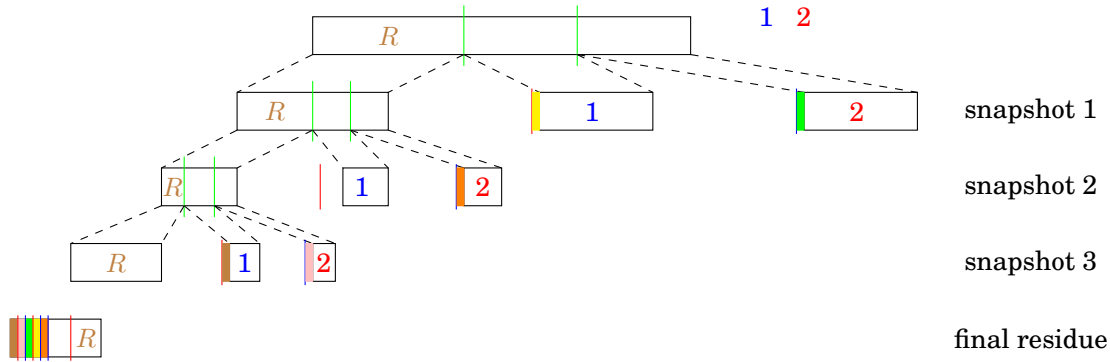 R 1 2
R 1 2 snapshot 1
R 1 2 snapshot 2
R 1 2 snapshot 3
R final residue